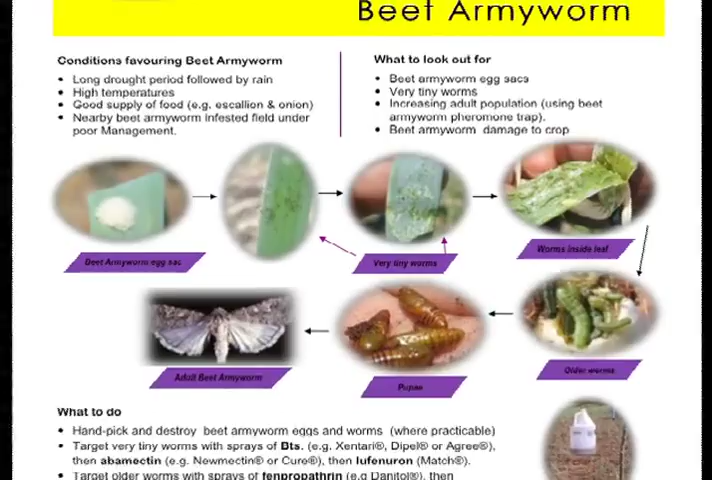 Beet Armyworm
Conditions favouring Beet Armyworm
• Long drought period followed by rain
• High temperatures
• Good supply of food (e.g. escallion & onion)
• Nearby beet armyworm infested field under
poor Management.
What to look out for
• Beet armyworm egg sacs
• Very tiny worms
• Increasing adult population (using beet
armyworm pheromone trap).
• Beet armyworm damage to crop
Beet Armyworm egg sac
Very tiny worms
Worms inside leaf
Adult Beet Armyworm
Pupae
Older worms
What to do
• Hand-pick and destroy beet armyworm eggs and worms (where practicable)
• Target very tiny worms with sprays of Bts. (e.g. Xentari®, Dipel® or Agree®),
then abamectin (e.g. Newmectin® or Cure®), then lufenuron (Match®).
• Target older worms with sprays of fenpropathrin (e.g Danitol®), then